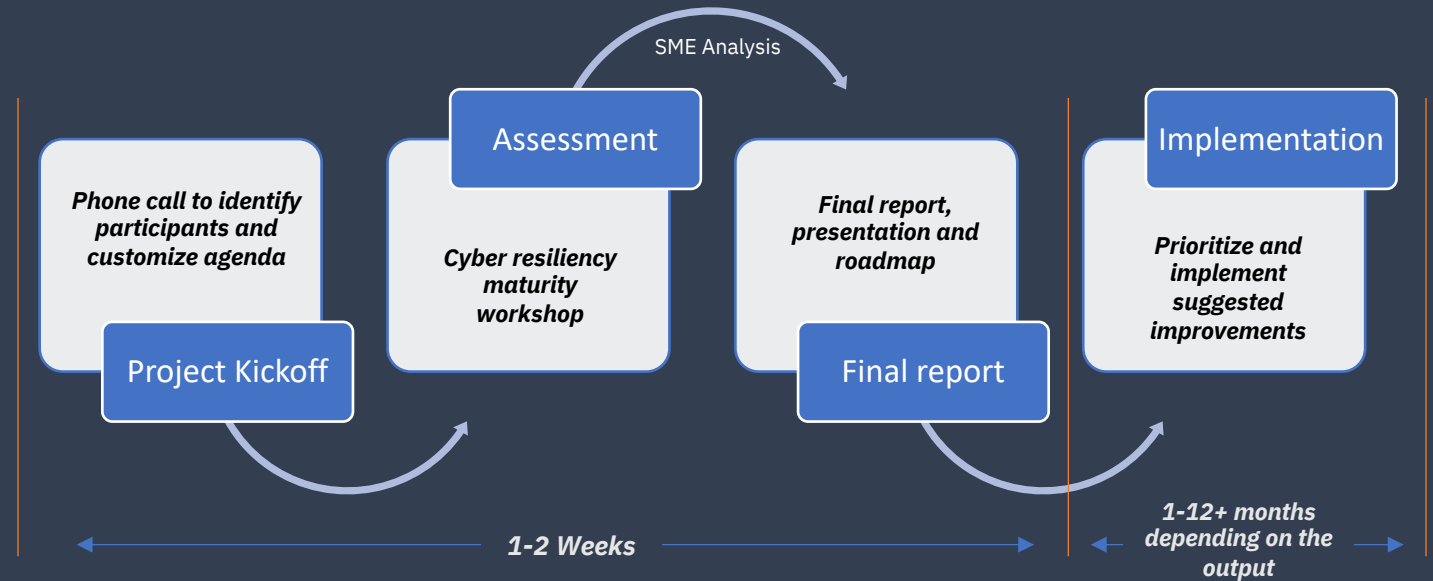 SME Analysis
Assessment
Implementation
Phone call to identify
participants and
customize agenda
Project Kickoff
Cyber resiliency
maturity
workshop
Final report,
presentation and
roadmap
Final report
Prioritize and
implement
suggested
improvements
1-2 Weeks
1-12+ months
depending on the
output